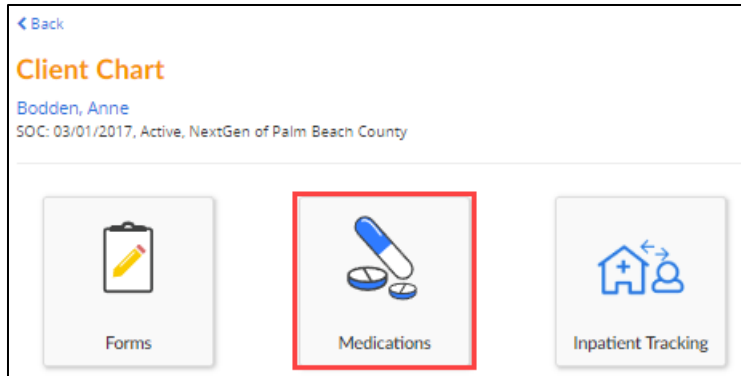 Back
Client Chart
Bodden, Anne
SOC: 03/01/2017, Active, NextGen of Palm Beach County
Forms
Medications
Inpatient Tracking